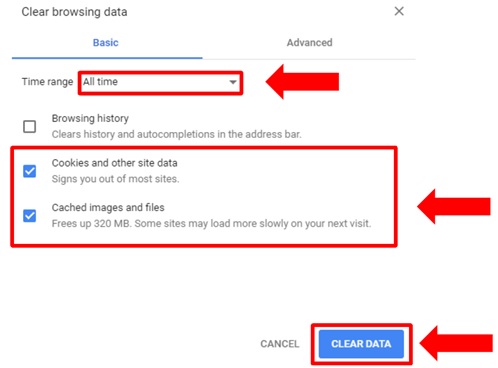 Clear browsing data
Basic
Advanced
Time range All time
Browsing history
Clears history and autocompletions in the address bar.
Cookies and other site data
Signs you out of most sites.
Cached images and files
Frees up 320 MB. Some sites may load more slowly on your next visit.
CANCEL
CLEAR DATA